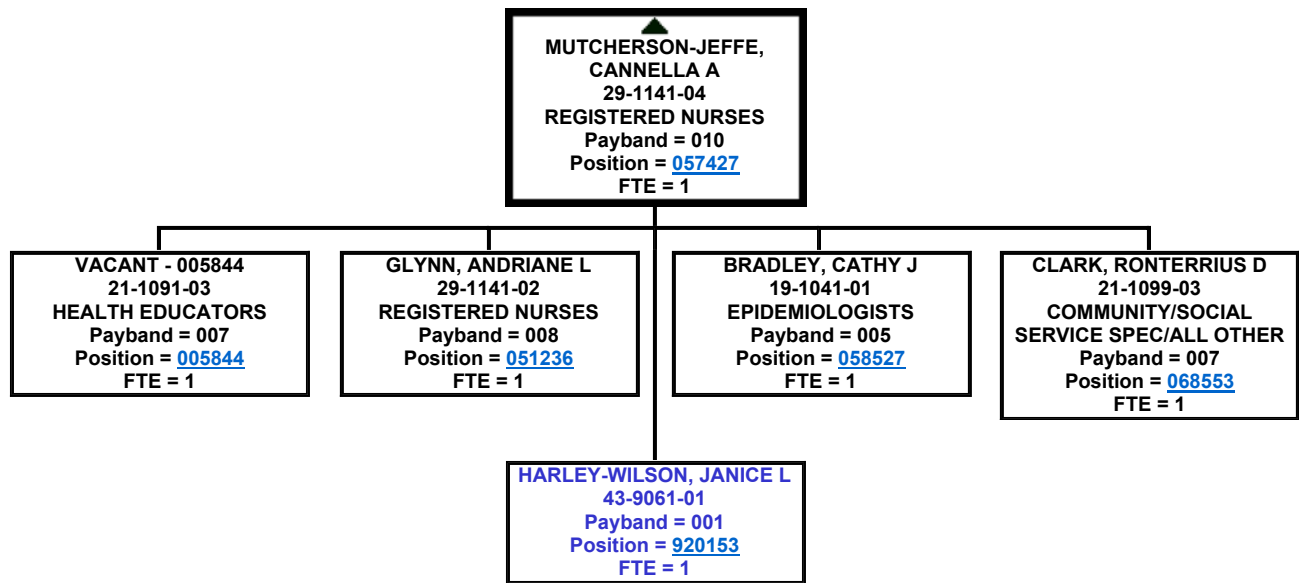 MUTCHERSON-JEFFE,
CANNELLA A
29-1141-04
REGISTERED NURSES
Payband = 010
Position = 057427
FTE = 1
VACANT - 005844
21-1091-03
HEALTH EDUCATORS
Payband = 007
Position = 005844
FTE = 1
GLYNN, ANDRIANE L
29-1141-02
REGISTERED NURSES
Payband = 008
Position = 051236
FTE = 1
BRADLEY, CATHY J
19-1041-01
EPIDEMIOLOGISTS
Payband = 005
Position = 058527
FTE = 1
CLARK, RONTERRIUS D
21-1099-03
COMMUNITY/SOCIAL
SERVICE SPEC/ALL OTHER
Payband = 007
Position = 068553
FTE = 1
HARLEY-WILSON, JANICE L
43-9061-01
Payband = 001
Position = 920153
FTE = 1